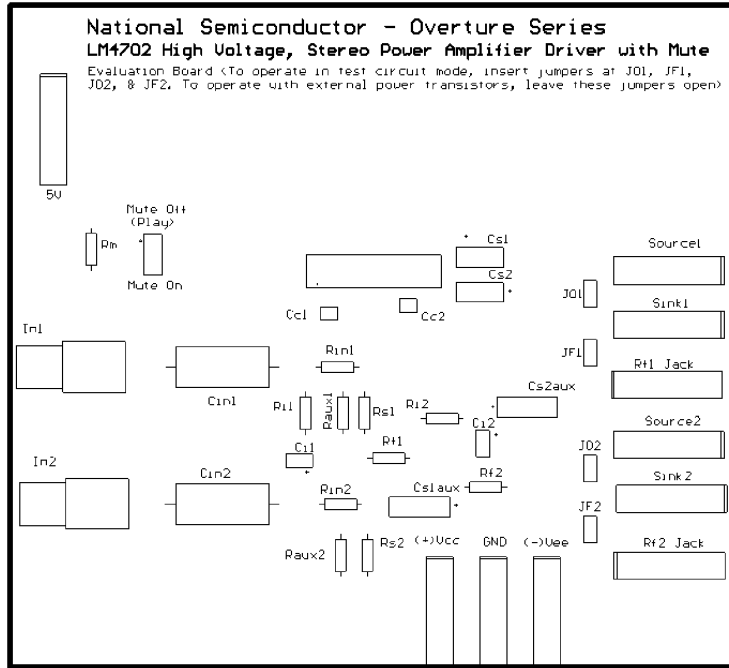 National Semiconductor - Overture Series
LM4702 High Voltage, Stereo Power Amplifier Driver with Mute
Evaluation Board (To operate in test circuit mode, insert jumpers at JO1, JF1,
JO2, & JF2. To operate with external power transistors, leave these jumpers open)
5V
Mute Off
(Play)
Rm
Mute On
Cs1
Cs2
Source1
JO1
Sink1
Cc1
Cc2
In1
Rin1
JF1
Rf1 Jack
Cin1
Ri1
Raux1
Rs1
Ri2
Cs2aux
Ci2
Source2
Ci1
Rf1
JO2
In2
Cin2
Rin2
Cs1aux
Rf2
Sink2
JF2
Raux2
Rs2
(+)Vcc
GND
(-)Vee
Rf2 Jack